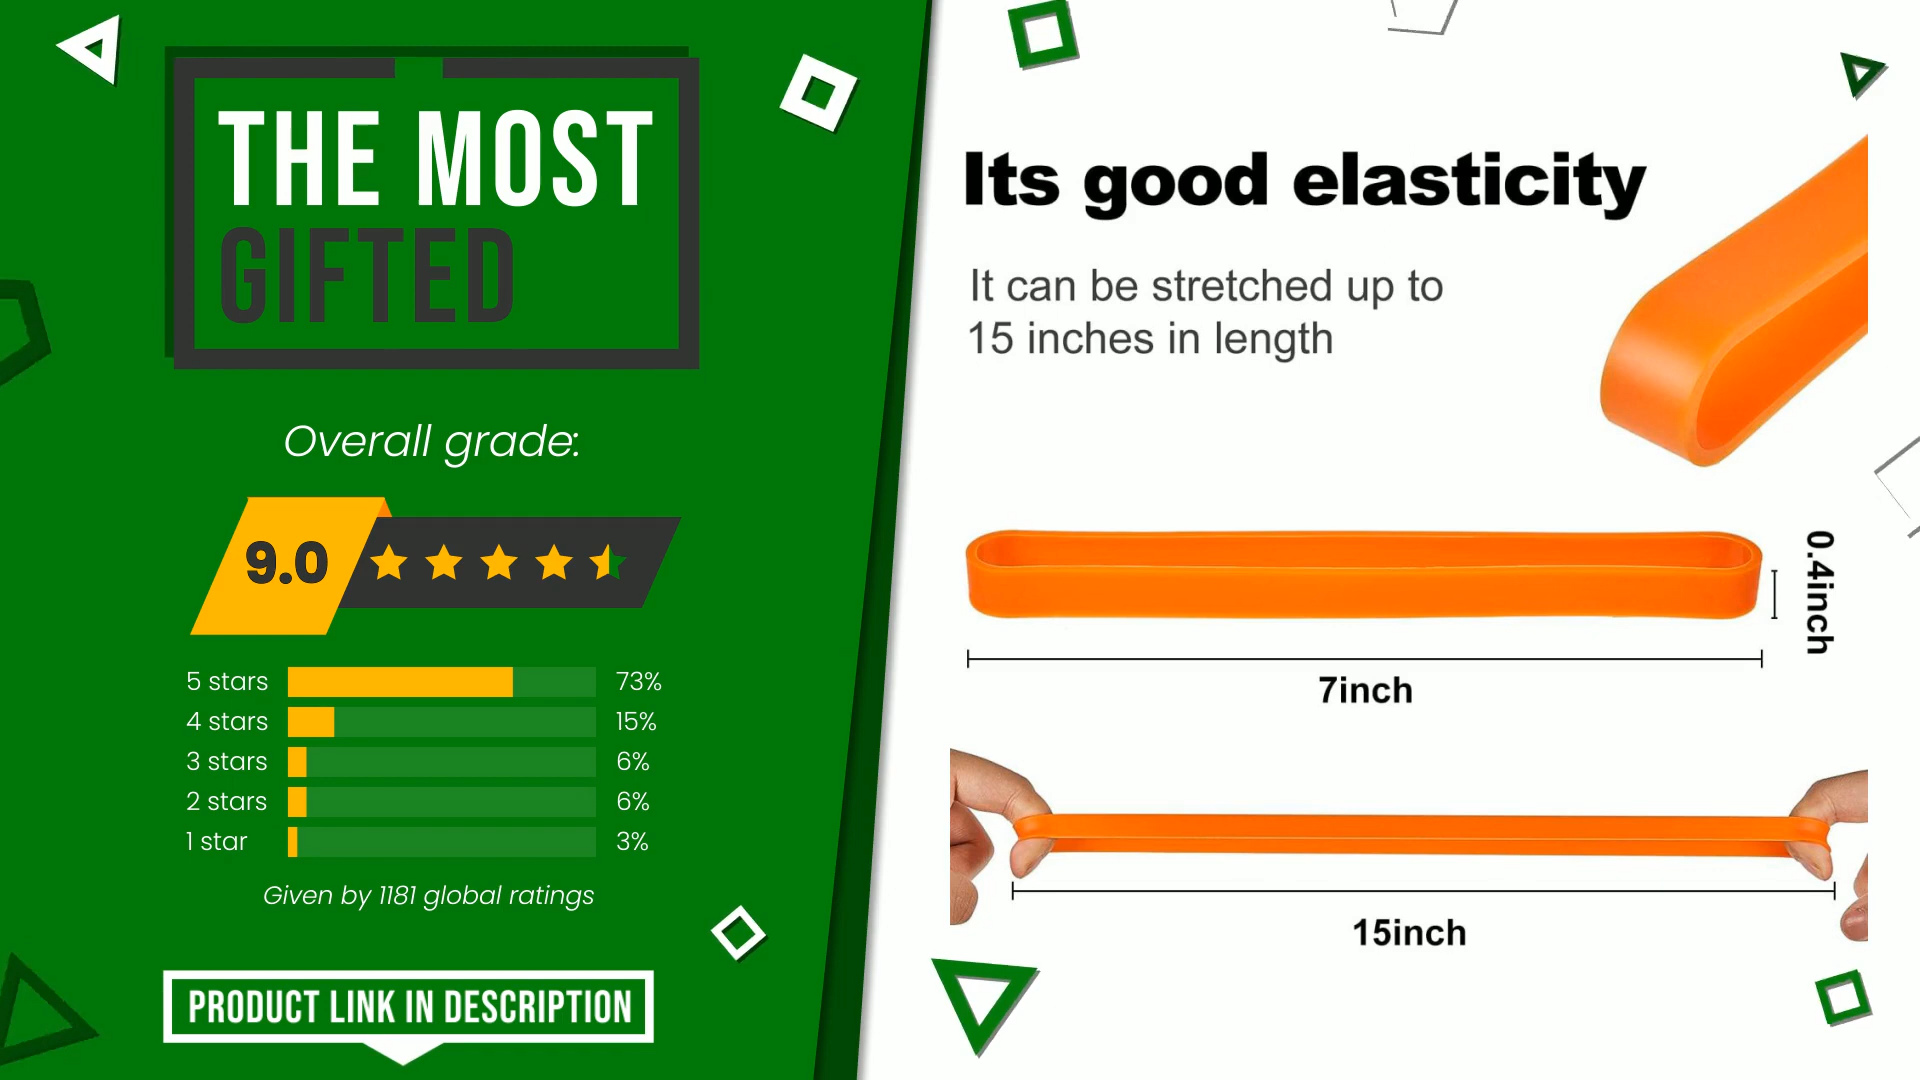 THE MOST
GIFTED
Overall grade:
9.0
5 stars 73%
4 stars 15%
3 stars 6%
2 stars 6%
1 star 3%
Given by 1181 global ratings
PRODUCT LINK IN DESCRIPTION
Its good elasticity
It can be stretched up to
15 inches in length
0.4inch
7inch
15inch